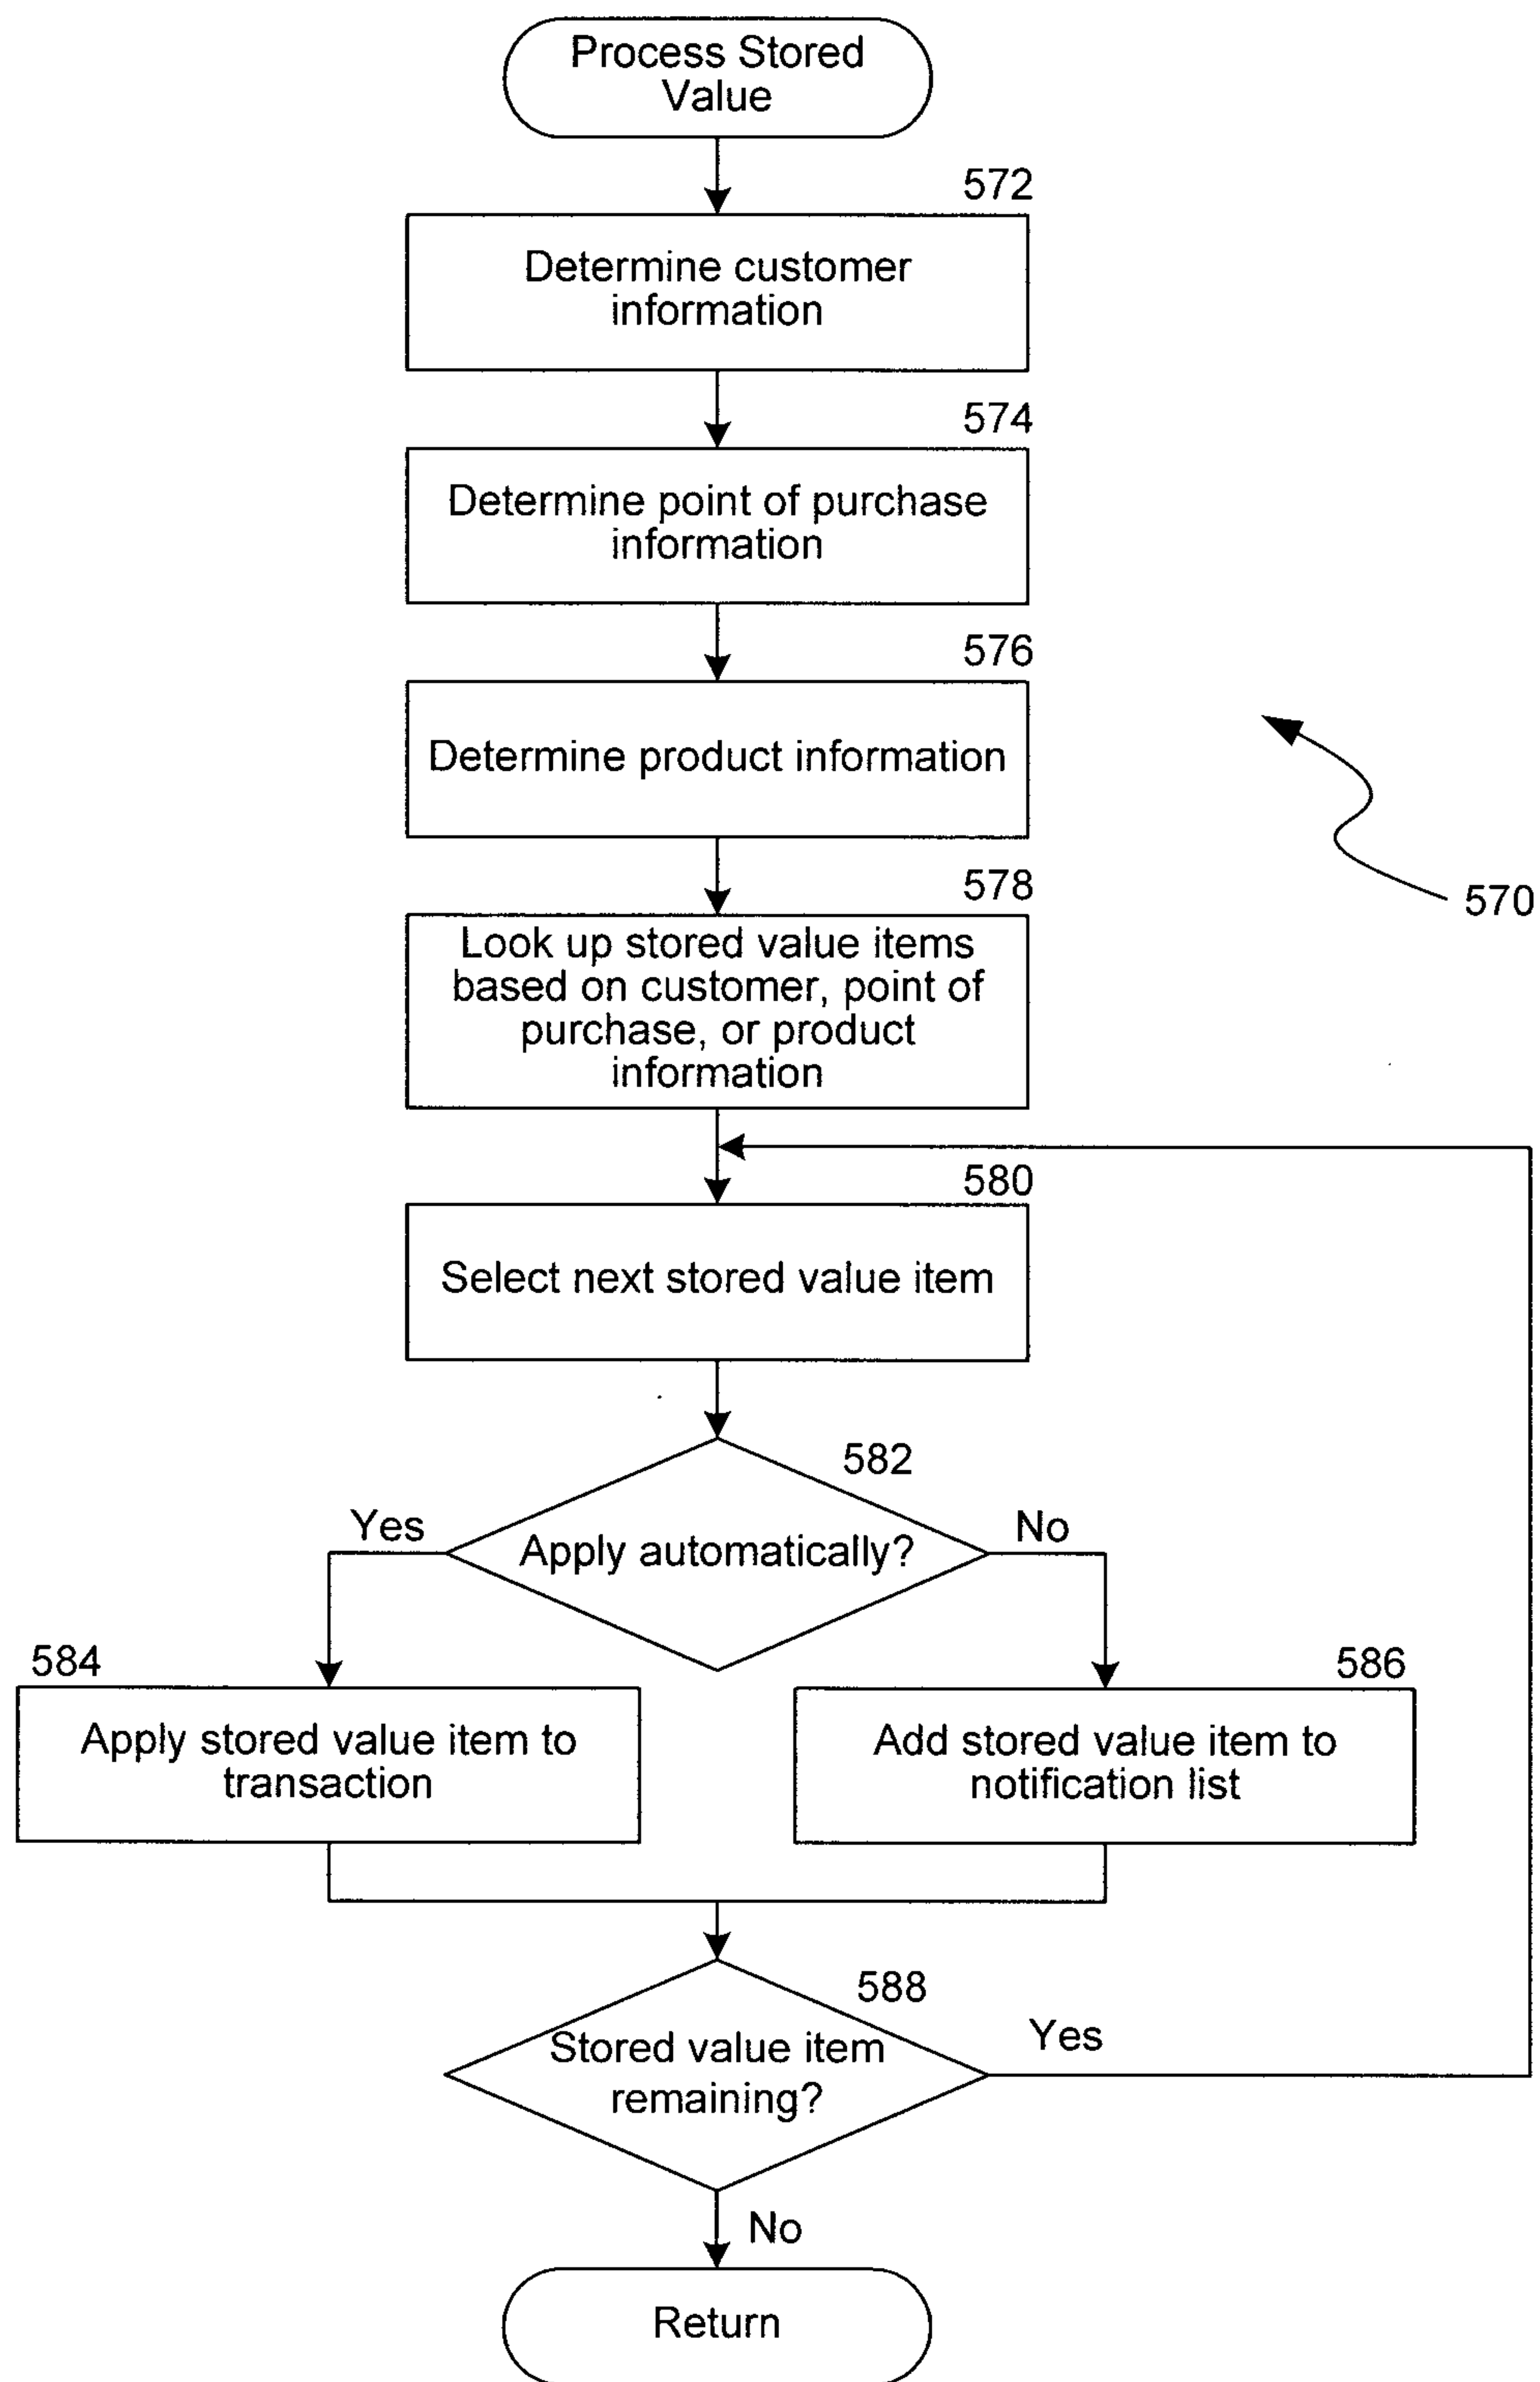 Process Stored
Value
572
Determine customer
information
574
Determine point of purchase
information
576
Determine product information
570
578
Look up stored value items
based on customer, point of
purchase, or product
information
580
Select next stored value item
582
Yes
No
Apply automatically?
584
586
Apply stored value item to
transaction
Add stored value item to
notification list
588
Stored value item
remaining?
Yes
No
Return